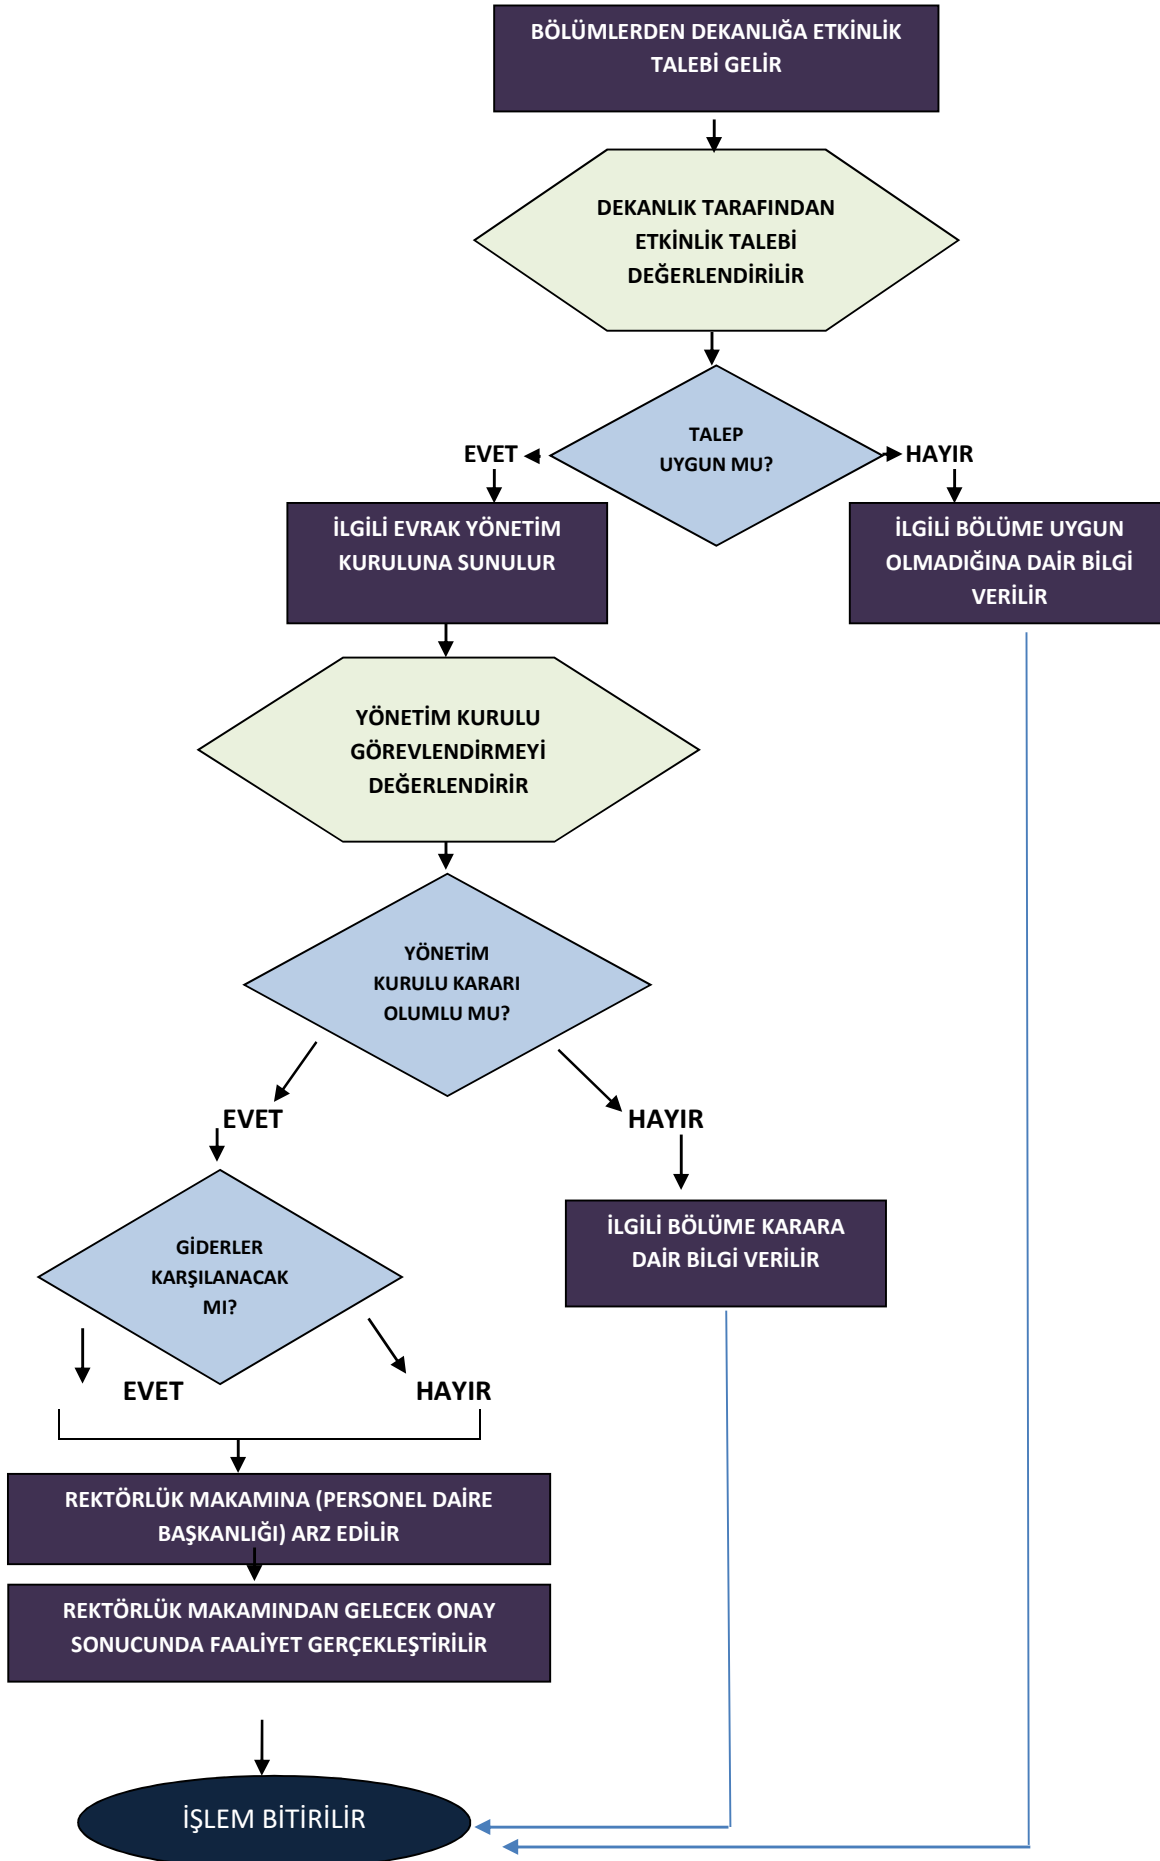 BÖLÜMLERDEN DEKANLIĞA ETKİNLİK
TALEBİ GELİR
DEKANLIK TARAFINDAN
ETKİNLİK TALEBİ
DEĞERLENDİRİLİR
TALEP
UYGUN MU?
EVET
HAYIR
İLGİLİ EVRAK YÖNETİM
KURULUNA SUNULUR
İLGİLİ BÖLÜME UYGUN
OLMADIĞINA DAİR BİLGİ
VERİLİR
YÖNETİM KURULU
GÖREVLENDİRMEYİ
DEĞERLENDİRİR
YÖNETİM
KURULU KARARI
OLUMLU MU?
EVET
HAYIR
GİDERLER
KARŞILANACAK
MI?
İLGİLİ BÖLÜME KARARA
DAİR BİLGİ VERİLİR
EVET
HAYIR
REKTÖRLÜK MAKAMINA (PERSONEL DAİRE
BAŞKANLIĞI) ARZ EDİLİR
REKTÖRLÜK MAKAMINDAN GELECEK ONAY
SONUCUNDA FAALİYET GERÇEKLEŞTİRİLİR
İŞLEM BİTİRİLİR